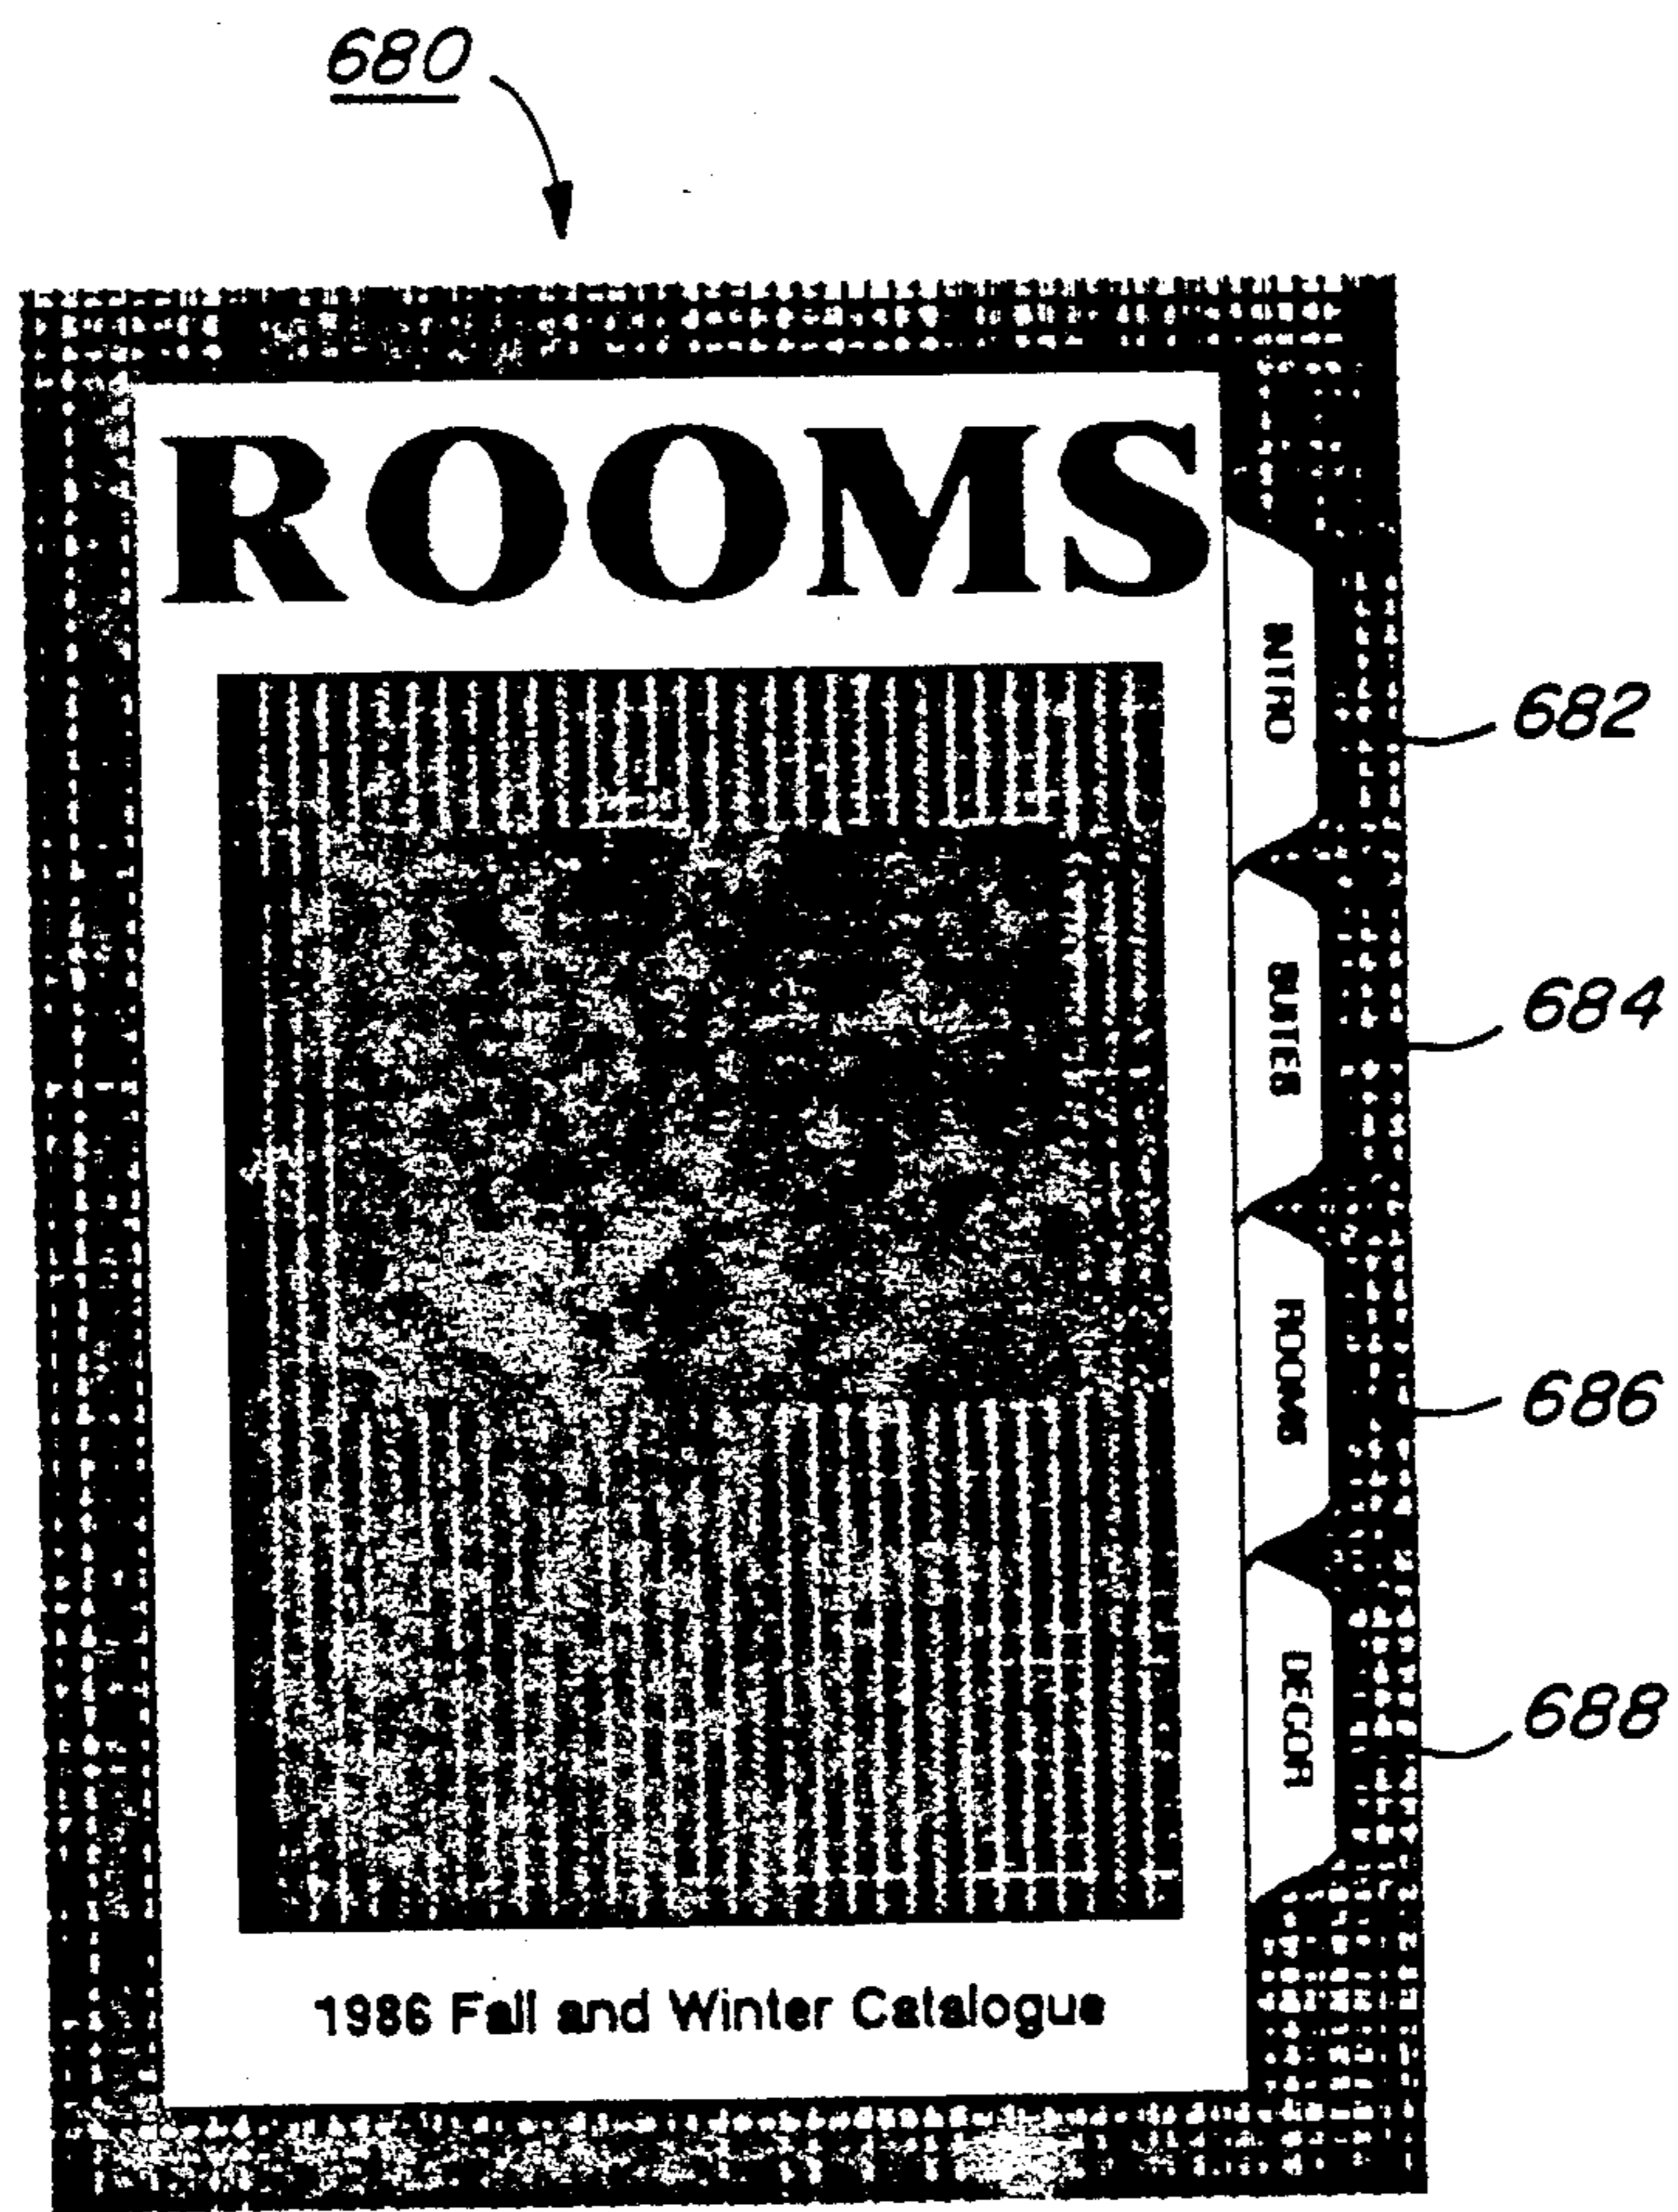 680
ROOMS
INTRO
682
SUITES
684
ROOMS
686
DECOR
688
1986 Fall and Winter Catalogue